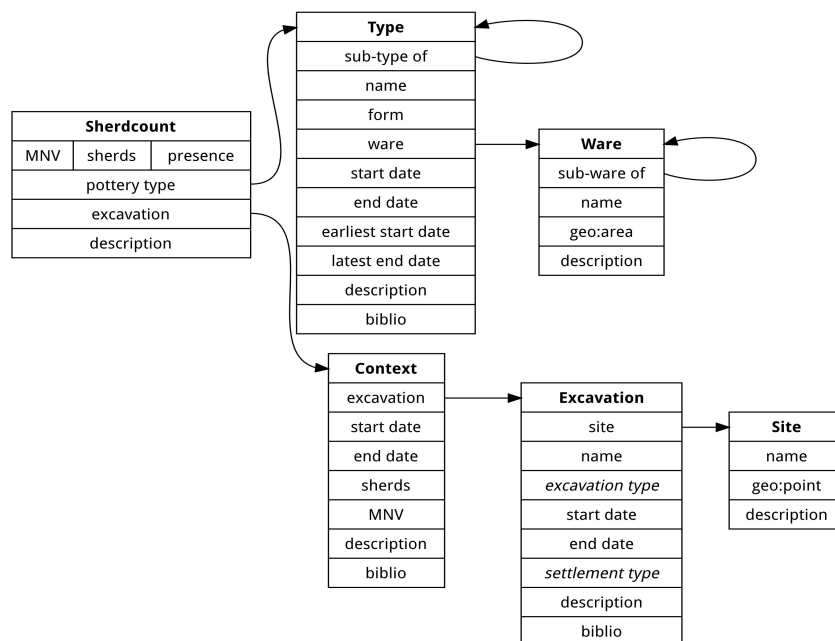 Type
sub-type of
name
form
ware
start date
end date
earliest start date
latest end date
description
biblio
Sherdcount
MNV sherds presence
pottery type
excavation
description
Ware
sub-ware of
name
geo:area
description
Context
excavation
start date
end date
sherds
MNV
description
biblio
Excavation
site
name
excavation type
start date
end date
settlement type
description
biblio
Site
name
geo:point
description